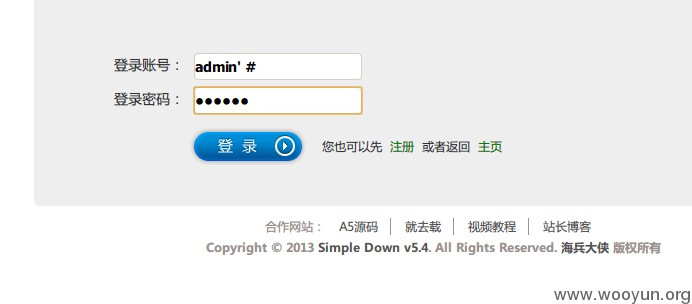 登录账号： admin' #
登录密码： ●●●●●●
登 录 您也可以先 注册 或者返回 主页
合作网站： A5源码 | 就去载 | 视频教程 | 站长博客
Copyright © 2013 Simple Down v5.4. All Rights Reserved. 海兵大侠 版权所有
www.wooyun.org